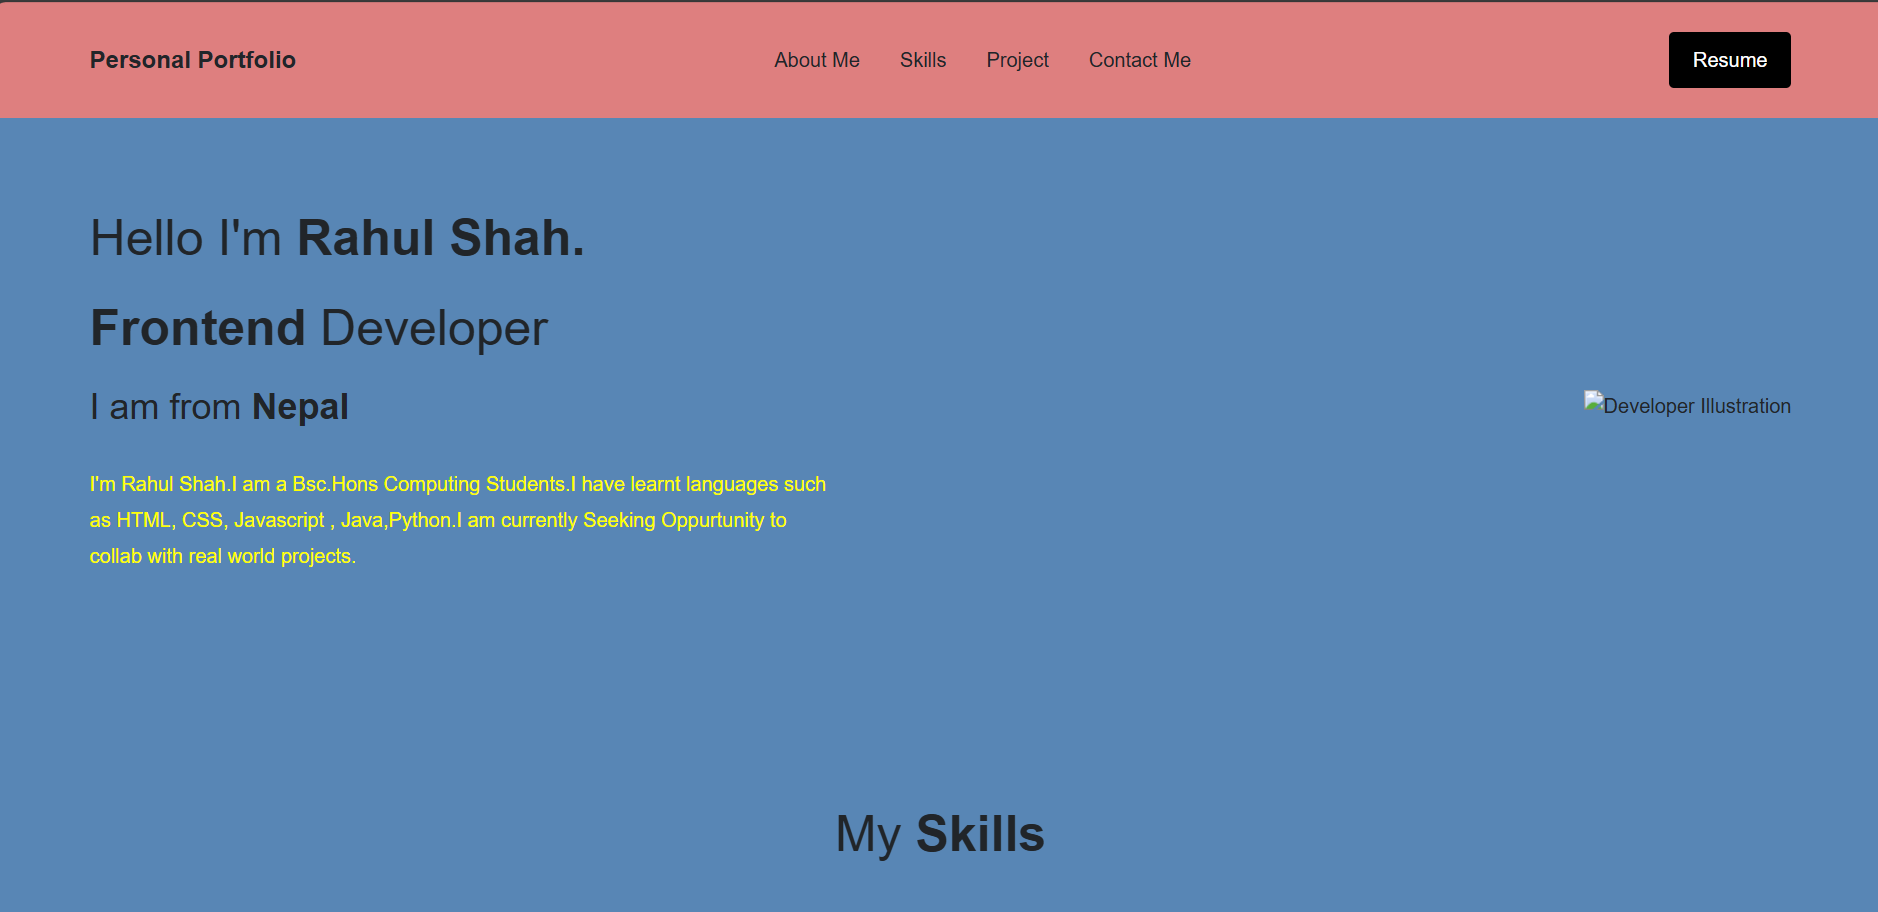 Personal Portfolio
About Me
Skills
Project
Contact Me
Resume
Hello I'm Rahul Shah.
Frontend Developer
I am from Nepal
Developer Illustration
I'm Rahul Shah.I am a Bsc.Hons Computing Students.I have learnt languages such
as HTML, CSS, Javascript , Java,Python.I am currently Seeking Oppurtunity to
collab with real world projects.
My Skills